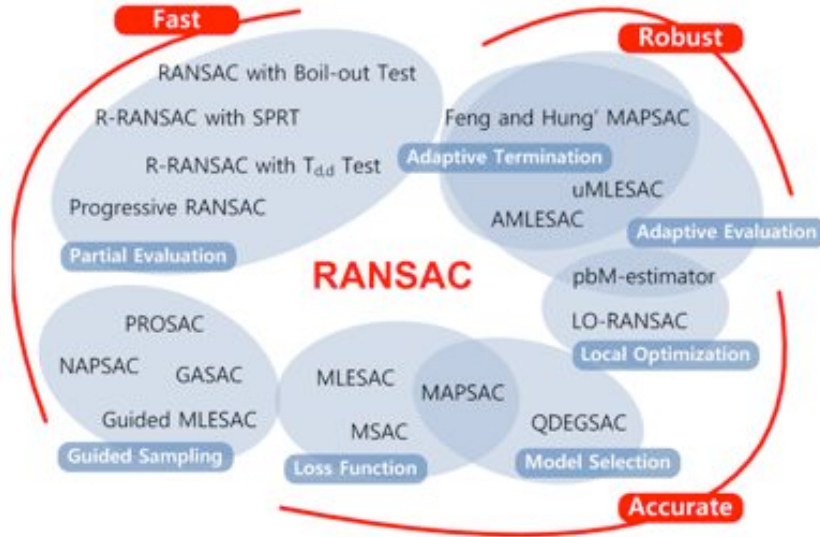 Fast
Robust
RANSAC with Boil-out Test
R-RANSAC with SPRT
R-RANSAC with Td,d Test
Progressive RANSAC
Partial Evaluation
Feng and Hung' MAPSAC
Adaptive Termination
uMLESAC
AMLESAC
Adaptive Evaluation
RANSAC
pbM-estimator
LO-RANSAC
Local Optimization
PROSAC
NAPSAC
GASAC
Guided MLESAC
Guided Sampling
MLESAC
MAPSAC
MSAC
Loss Function
QDEGSAC
Model Selection
Accurate